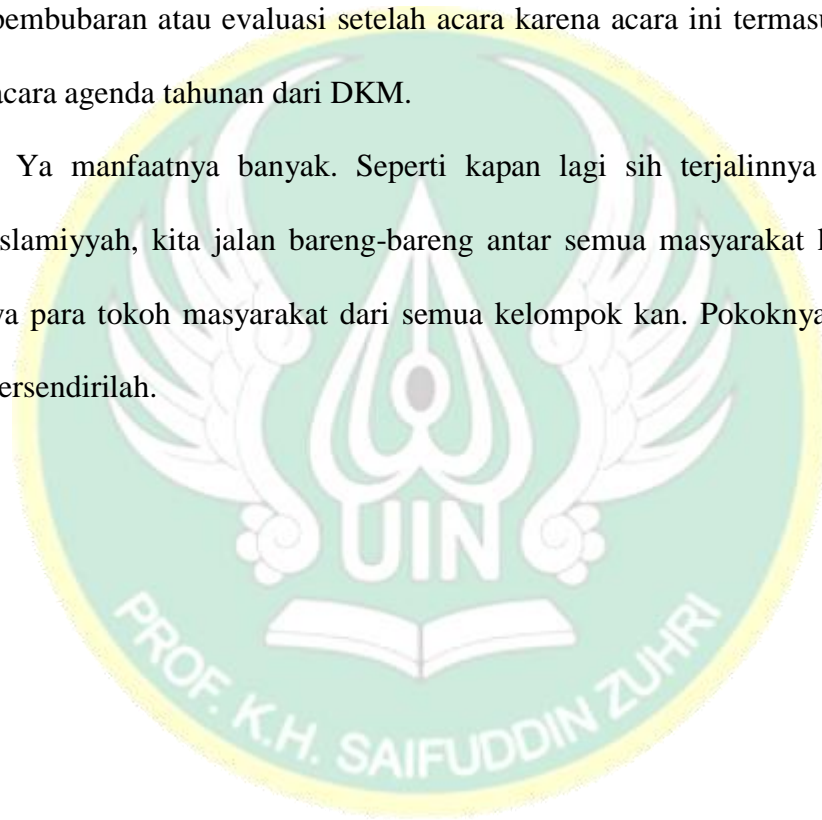 pembubaran atau evaluasi setelah acara karena acara ini termasu
acara agenda tahunan dari DKM.
Ya manfaatnya banyak. Seperti kapan lagi sih terjalinnya
slamiyyah, kita jalan bareng-bareng antar semua masyarakat
ya para tokoh masyarakat dari semua kelompok kan. Pokoknya
tersendirilah.
UIN
PROF. K.H. SAIFUDDIN ZUHRI